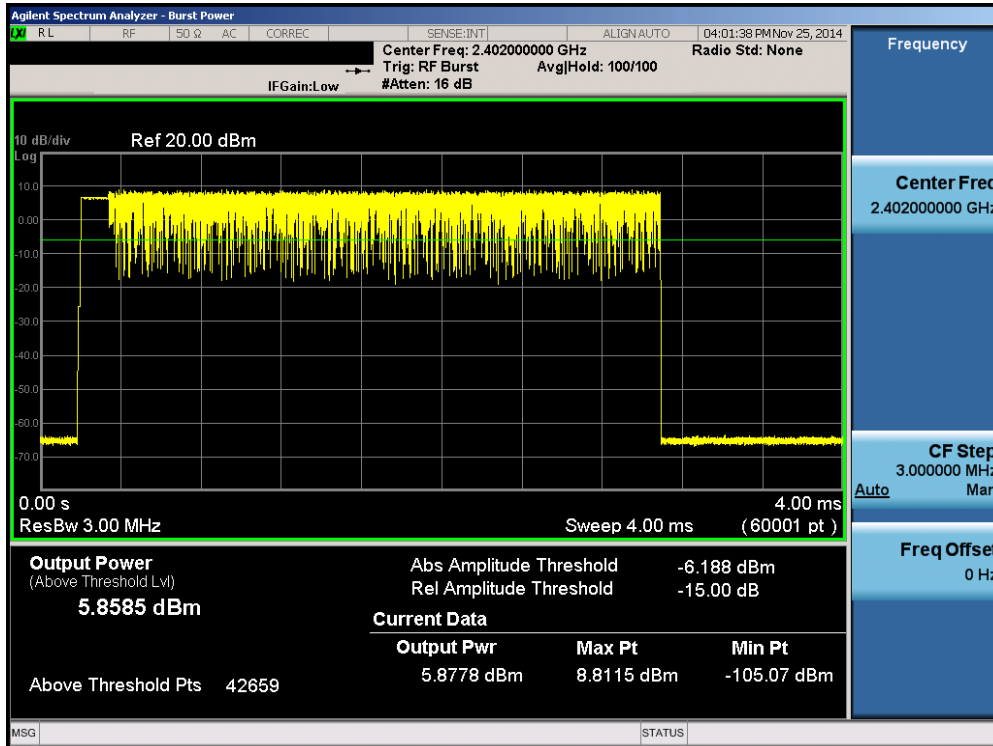 Agilent Spectrum Analyzer - Burst Power
LXI RL RF 50 Ω AC CORREC SENSE:INT ALIGN AUTO 04:01:38 PM Nov 25, 2014
Center Freq: 2.402000000 GHz Radio Std: None
Trig: RF Burst Avg|Hold: 100/100
IFGain:Low #Atten: 16 dB
Frequency
10 dB/div Ref 20.00 dBm
Log
10.0
0.00
-10.0
-20.0
-30.0
-40.0
-50.0
-60.0
-70.0
0.00 s 4.00 ms
ResBw 3.00 MHz Sweep 4.00 ms (60001 pt)
Center Freq
2.402000000 GHz
CF Step
3.000000 MHz
Auto Man
Freq Offset
0 Hz
Output Power
(Above Threshold Lvl)
5.8585 dBm
Above Threshold Pts 42659
Abs Amplitude Threshold -6.188 dBm
Rel Amplitude Threshold -15.00 dB
Current Data
Output Pwr Max Pt Min Pt
5.8778 dBm 8.8115 dBm -105.07 dBm
MSG STATUS